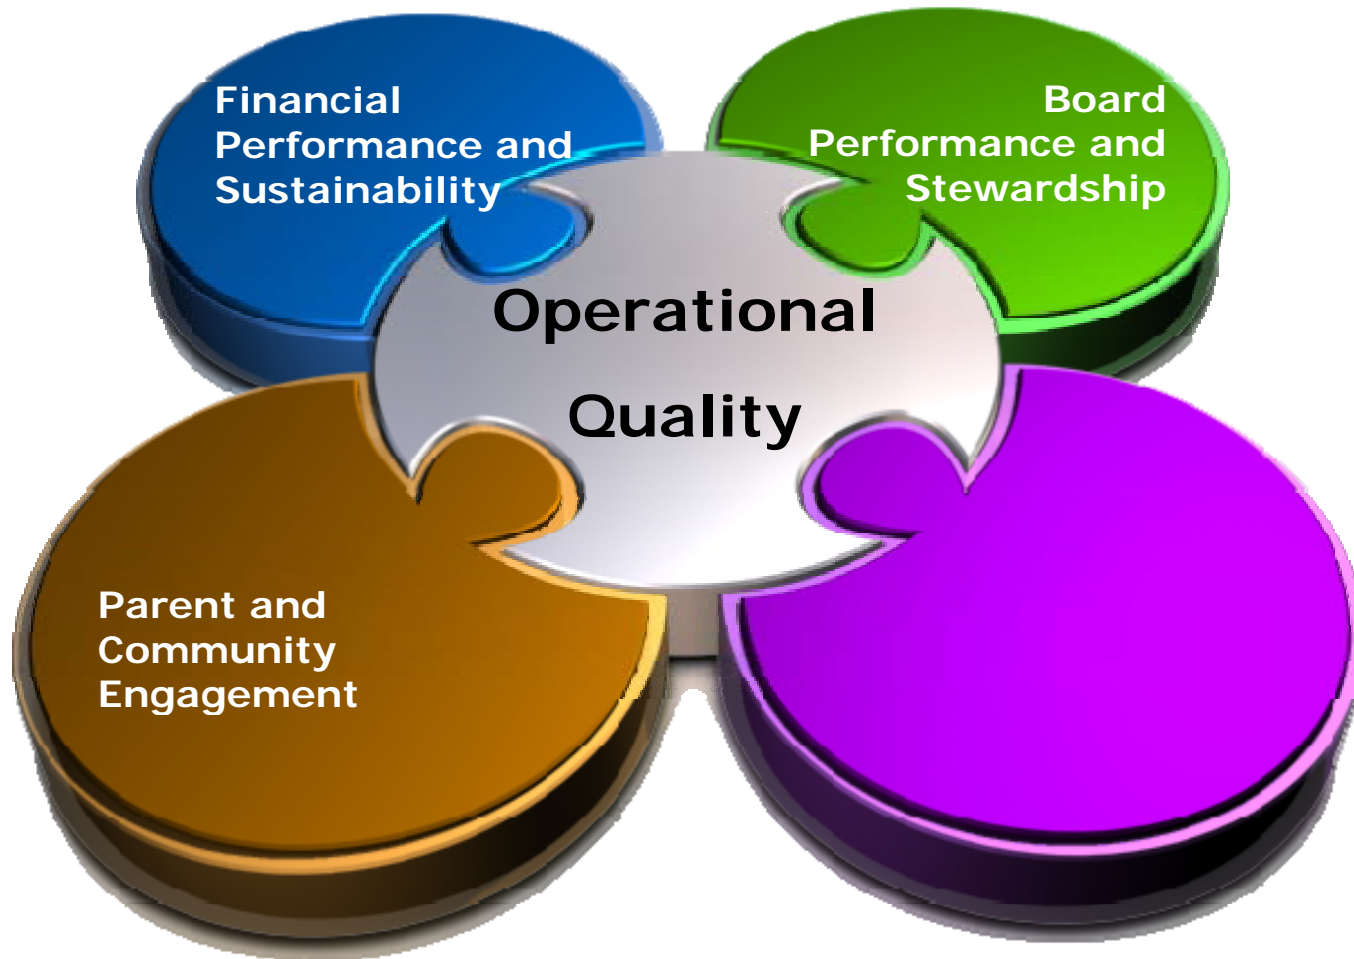 Financial
Performance and
Sustainability
Board
Performance and
Stewardship
Operational
Quality
Parent and
Community
Engagement